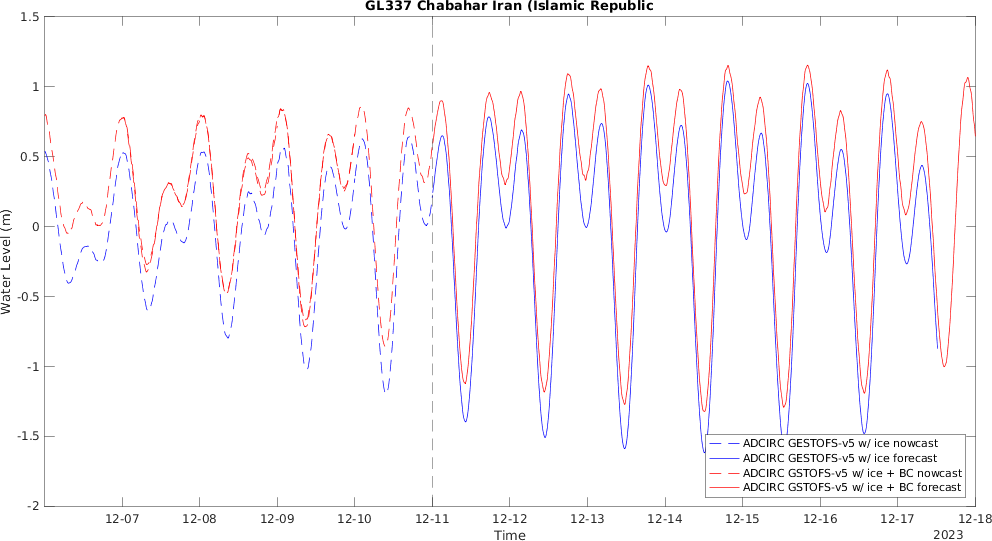 GL337 Chabahar Iran (Islamic Republic
1.5
1
0.5
0
-0.5
-1
-1.5
-2
Water Level (m)
ADCIRC GESTOFS-v5 w/ ice nowcast
ADCIRC GESTOFS-v5 w/ ice forecast
ADCIRC GSTOFS-v5 w/ ice + BC nowcast
ADCIRC GSTOFS-v5 w/ ice + BC forecast
12-07 12-08 12-09 12-10 12-11 12-12 12-13 12-14 12-15 12-16 12-17 12-18
Time
2023